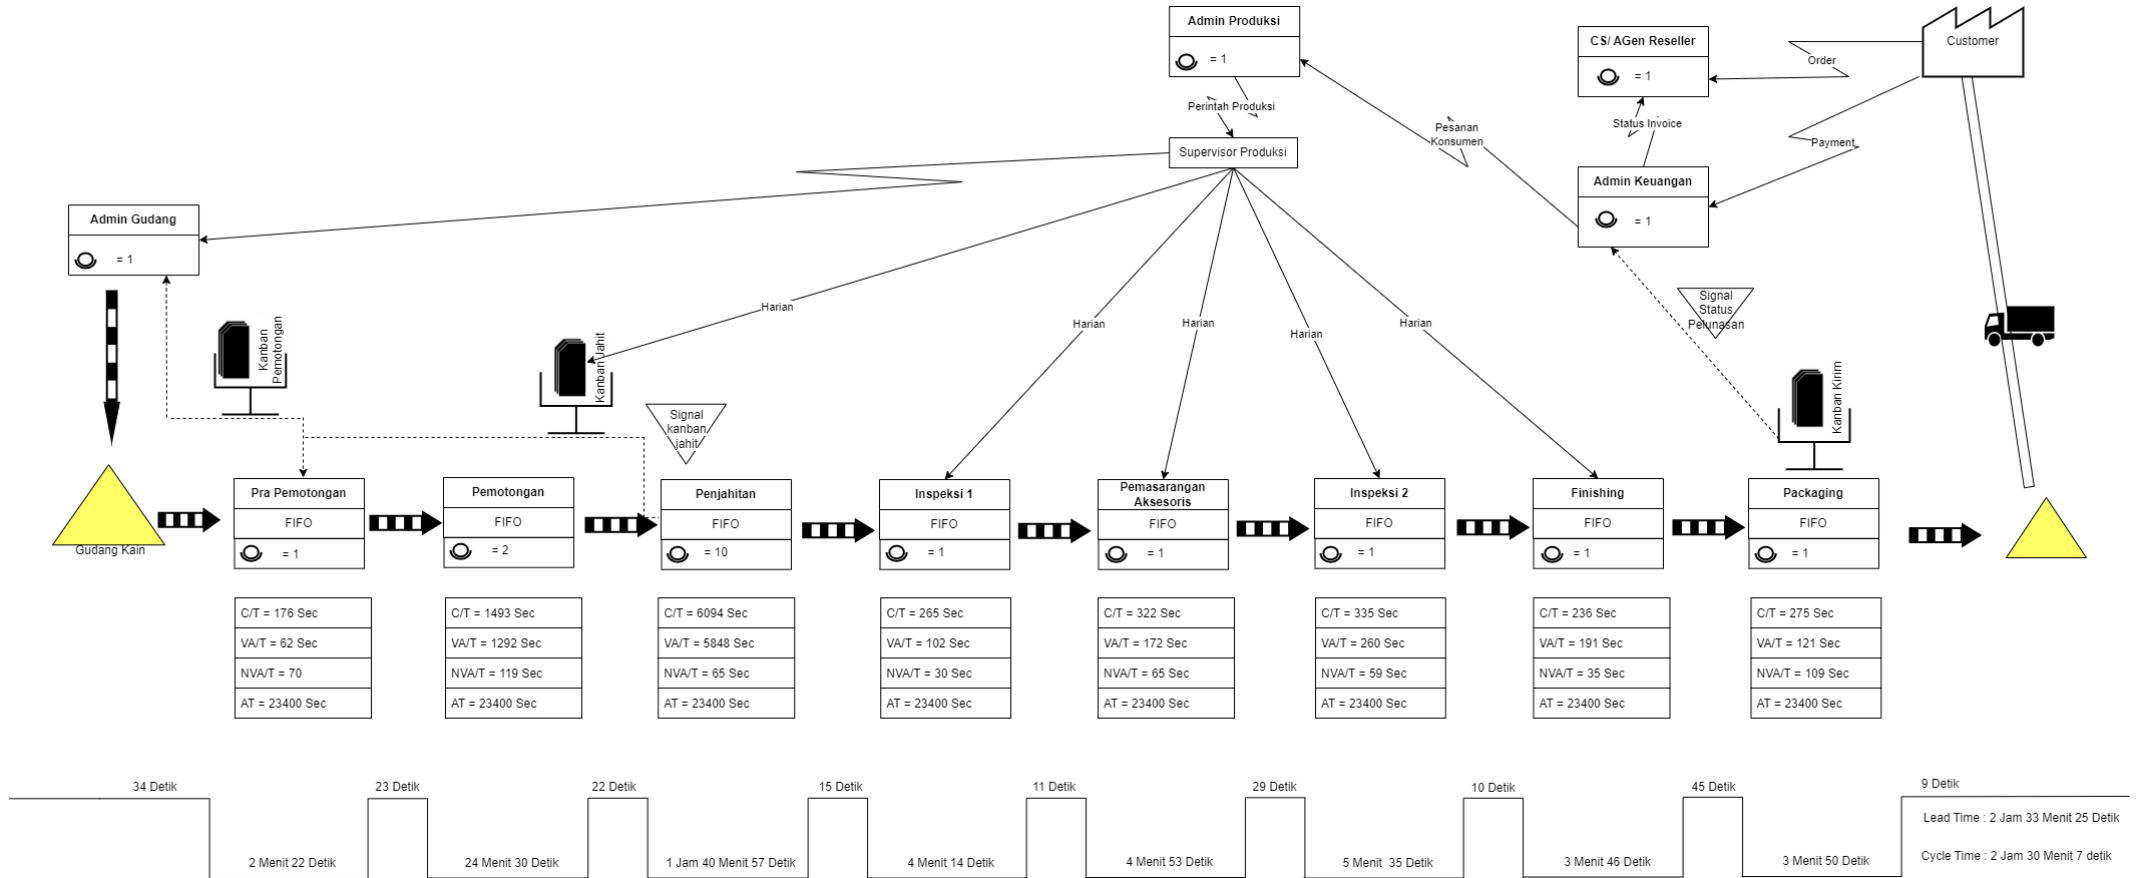 Admin Produksi
= 1
CS/ AGen Reseller
= 1
Customer
Order
Perintah Produksi
Status Invoice
Pesanan
Konsumen
Payment
Supervisor Produksi
Admin Keuangan
= 1
Admin Gudang
= 1
Harian
Harian
Harian
Harian
Harian
Signal
Status
Pelunasan
Kanban
Pemotongan
Kanban Jahit
Kanban Kirim
Signal
kanban
jahit
Gudang Kain
Pra Pemotongan
FIFO
= 1
Pemotongan
FIFO
= 2
Penjahitan
FIFO
= 10
Inspeksi 1
FIFO
= 1
Pemasarangan
Aksesoris
FIFO
= 1
Inspeksi 2
FIFO
= 1
Finishing
FIFO
= 1
Packaging
FIFO
= 1
C/T = 176 Sec
VA/T = 62 Sec
NVA/T = 70
AT = 23400 Sec
C/T = 1493 Sec
VA/T = 1292 Sec
NVA/T = 119 Sec
AT = 23400 Sec
C/T = 6094 Sec
VA/T = 5848 Sec
NVA/T = 65 Sec
AT = 23400 Sec
C/T = 265 Sec
VA/T = 102 Sec
NVA/T = 30 Sec
AT = 23400 Sec
C/T = 322 Sec
VA/T = 172 Sec
NVA/T = 65 Sec
AT = 23400 Sec
C/T = 335 Sec
VA/T = 260 Sec
NVA/T = 59 Sec
AT = 23400 Sec
C/T = 236 Sec
VA/T = 191 Sec
NVA/T = 35 Sec
AT = 23400 Sec
C/T = 275 Sec
VA/T = 121 Sec
NVA/T = 109 Sec
AT = 23400 Sec
34 Detik
23 Detik
22 Detik
15 Detik
11 Detik
29 Detik
10 Detik
45 Detik
9 Detik
2 Menit 22 Detik
24 Menit 30 Detik
1 Jam 40 Menit 57 Detik
4 Menit 14 Detik
4 Menit 53 Detik
5 Menit 35 Detik
3 Menit 46 Detik
3 Menit 50 Detik
Lead Time : 2 Jam 33 Menit 25 Detik
Cycle Time : 2 Jam 30 Menit 7 detik